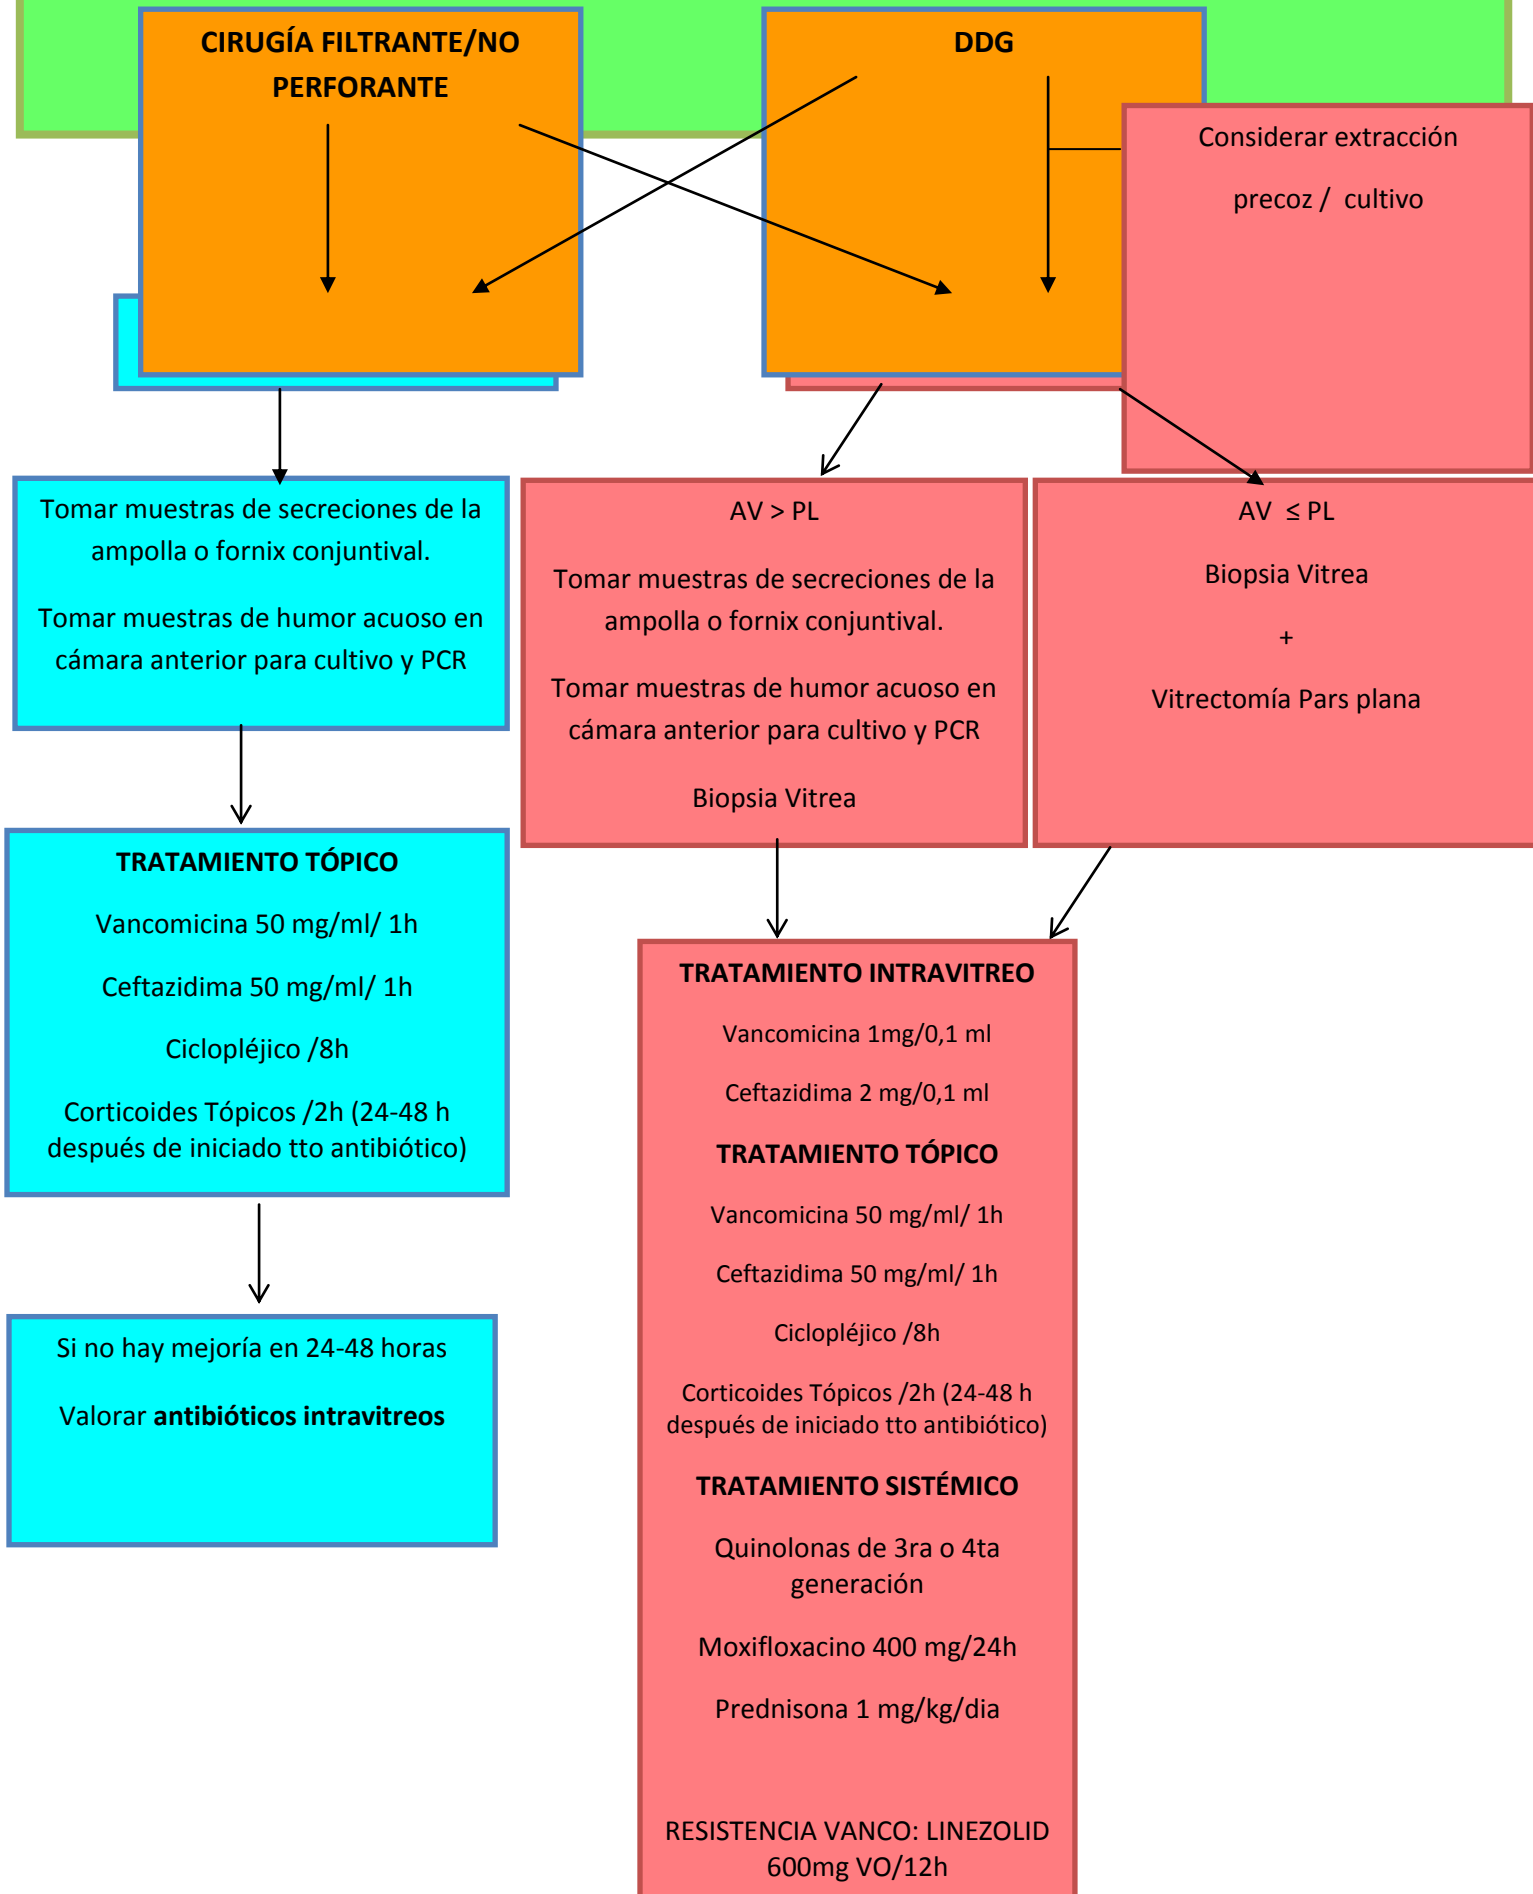 CIRUGÍA FILTRANTE/NO
PERFORANTE
DDG
Considerar extracción
precoz / cultivo
Tomar muestras de secreciones de la
ampolla o fornix conjuntival.
Tomar muestras de humor acuoso en
cámara anterior para cultivo y PCR
AV > PL
Tomar muestras de secreciones de la
ampolla o fornix conjuntival.
Tomar muestras de humor acuoso en
cámara anterior para cultivo y PCR
Biopsia Vitrea
AV ≤ PL
Biopsia Vitrea
+
Vitrectomía Pars plana
TRATAMIENTO TÓPICO
Vancomicina 50 mg/ml/ 1h
Ceftazidima 50 mg/ml/ 1h
Ciclopléjico /8h
Corticoides Tópicos /2h (24-48 h
después de iniciado tto antibiótico)
Si no hay mejoría en 24-48 horas
Valorar antibióticos intravitreos
TRATAMIENTO INTRAVITREO
Vancomicina 1mg/0,1 ml
Ceftazidima 2 mg/0,1 ml
TRATAMIENTO TÓPICO
Vancomicina 50 mg/ml/ 1h
Ceftazidima 50 mg/ml/ 1h
Ciclopléjico /8h
Corticoides Tópicos /2h (24-48 h
después de iniciado tto antibiótico)
TRATAMIENTO SISTÉMICO
Quinolonas de 3ra o 4ta
generación
Moxifloxacino 400 mg/24h
Prednisona 1 mg/kg/dia
RESISTENCIA VANCO: LINEZOLID
600mg VO/12h